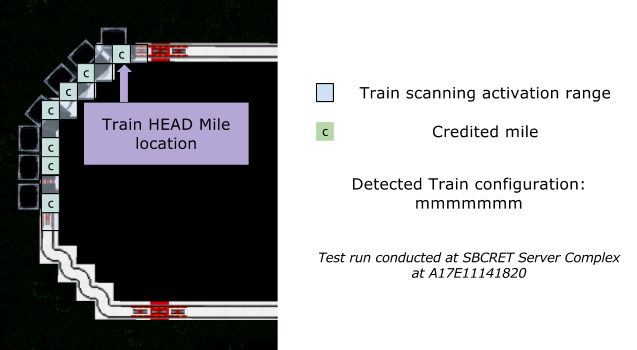 c
c
c
c
c
c
c
Train HEAD Mile
location
Train scanning activation range
c Credited mile
Detected Train configuration:
mmmmmmm
Test run conducted at SBCRET Server Complex
at A17E11141820